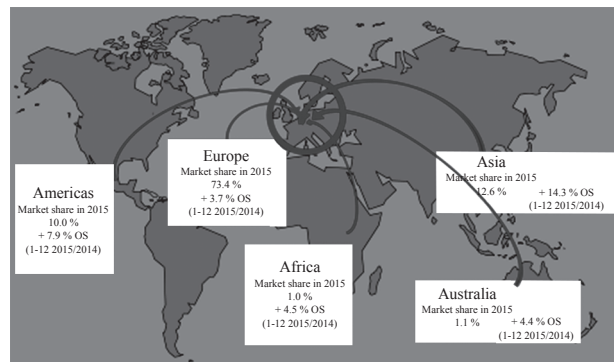 Europe
Market share in 2015
73.4 %
+ 3.7 % OS
(1-12 2015/2014)
Asia
Market share in 2015
12.6 % + 14.3 % OS
(1-12 2015/2014)
Americas
Market share in 2015
10.0 %
+ 7.9 % OS
(1-12 2015/2014)
Africa
Market share in 2015
1.0 %
+ 4.5 % OS
(1-12 2015/2014)
Australia
Market share in 2015
1.1 % + 4.4 % OS
(1-12 2015/2014)